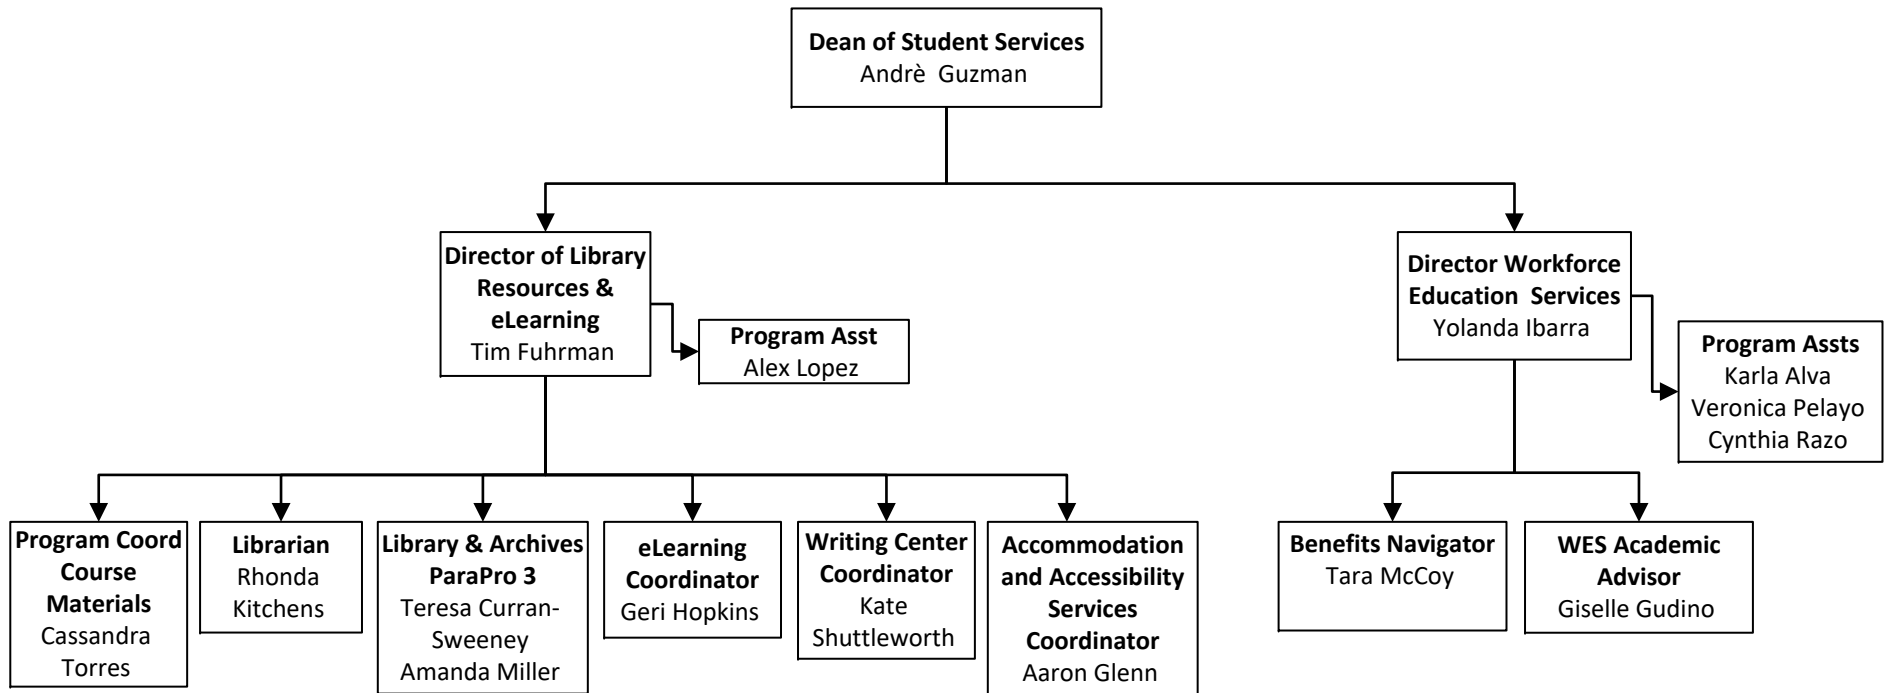 Dean of Student Services
Andrè  Guzman
Director of Library
Resources &
eLearning
Tim Fuhrman
Program Asst
Alex Lopez
Director Workforce
Education  Services
Yolanda Ibarra
Program Assts
Karla Alva
Veronica Pelayo
Cynthia Razo
Program Coord
Course
Materials
Cassandra
Torres
Librarian
Rhonda
Kitchens
Library & Archives
ParaPro 3
Teresa Curran-
Sweeney
Amanda Miller
eLearning
Coordinator
Geri Hopkins
Writing Center
Coordinator
Kate
Shuttleworth
Accommodation
and Accessibility
Services
Coordinator
Aaron Glenn
Benefits Navigator
Tara McCoy
WES Academic
Advisor
Giselle Gudino